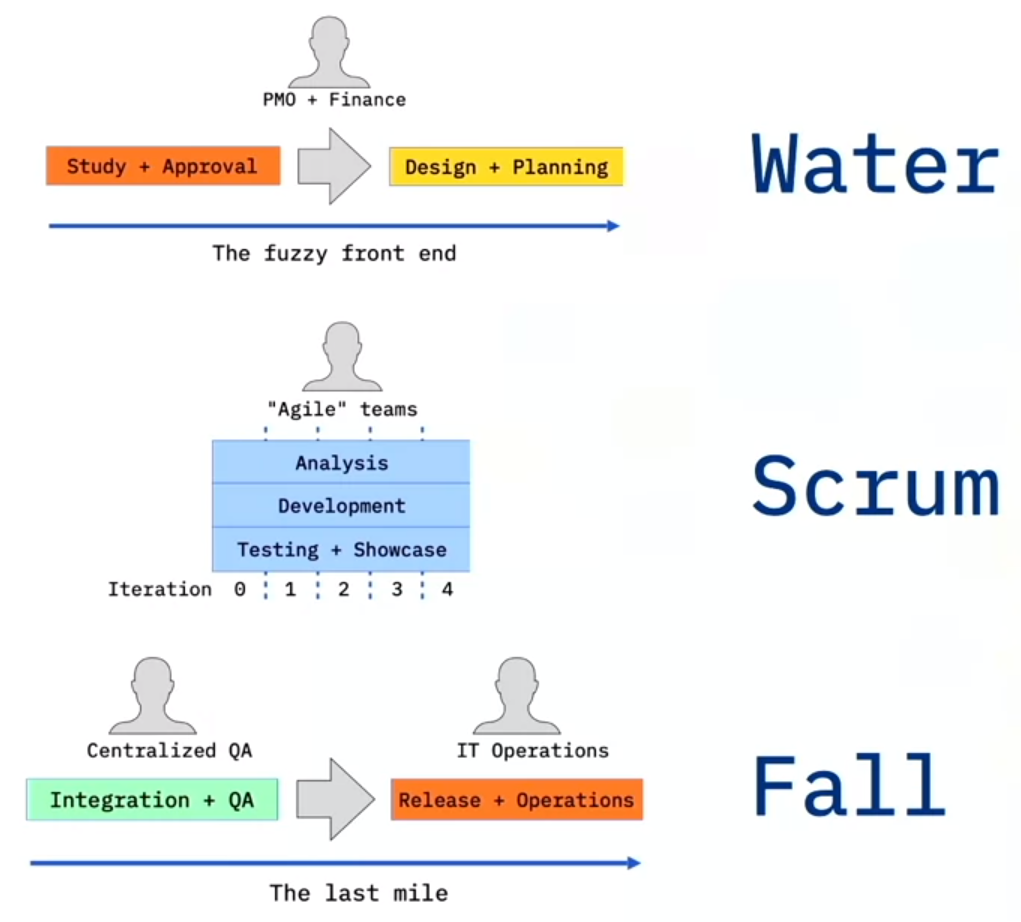 PMO + Finance
Study + Approval
Design + Planning
Water
The fuzzy front end
"Agile" teams
Analysis
Development
Testing + Showcase
Scrum
Iteration 0 1 2 3 4
Centralized QA
IT Operations
Integration + QA
Release + Operations
Fall
The last mile